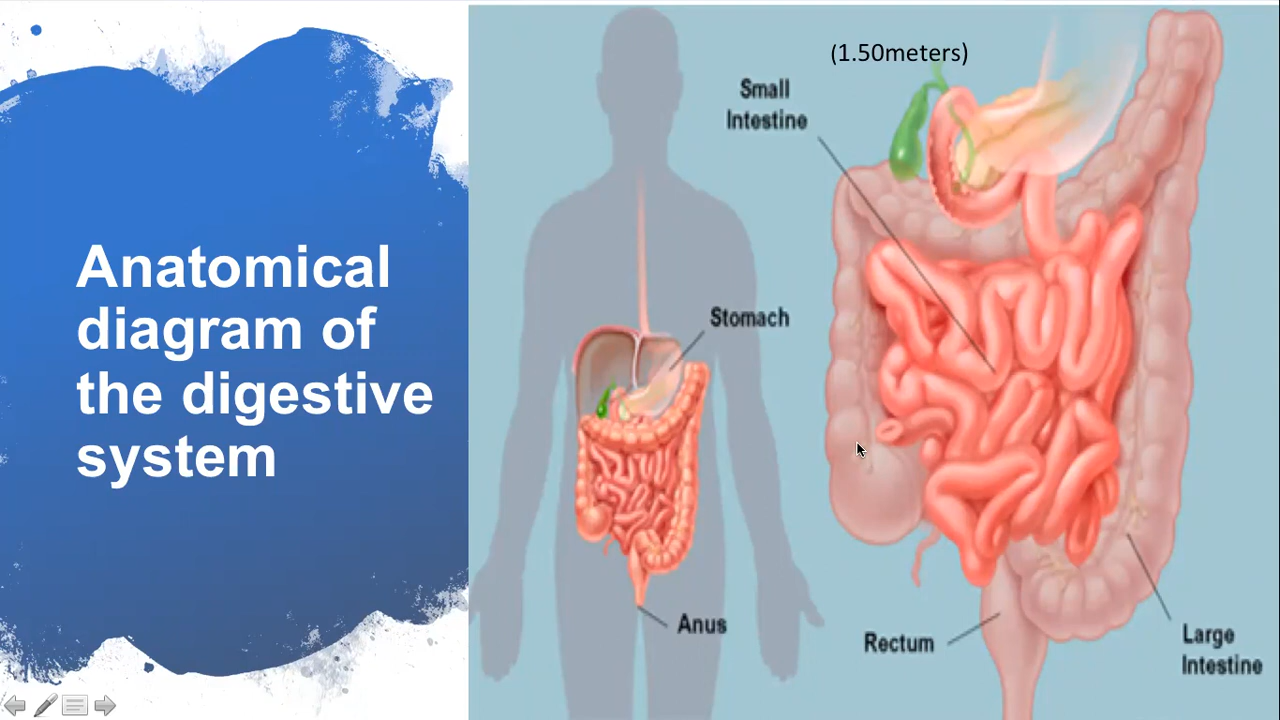 Anatomical
diagram of
the digestive
system
(1.50meters)
Small
Intestine
Stomach
Anus
Rectum
Large
Intestine